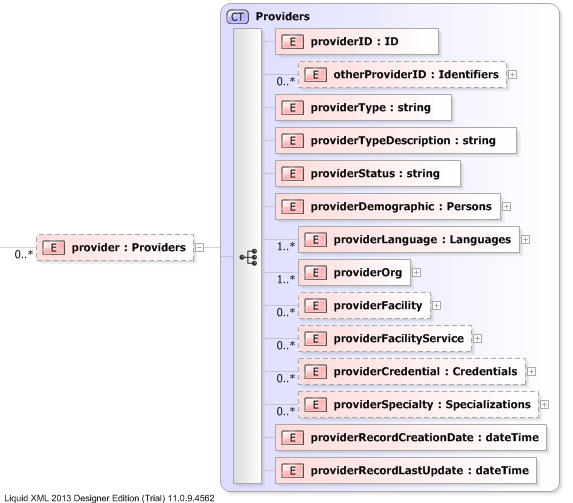 CT Providers
E providerID : ID
E otherProviderID : Identifiers
0..*
E providerType : string
E providerTypeDescription : string
E providerStatus : string
E providerDemographic : Persons
E providerLanguage : Languages
1..*
E provider : Providers
0..*
E providerOrg
1..*
E providerFacility
0..*
E providerFacilityService
0..*
E providerCredential : Credentials
0..*
E providerSpecialty : Specializations
0..*
E providerRecordCreationDate : dateTime
E providerRecordLastUpdate : dateTime
Liquid XML 2013 Designer Edition (Trial) 11.0.9.4562